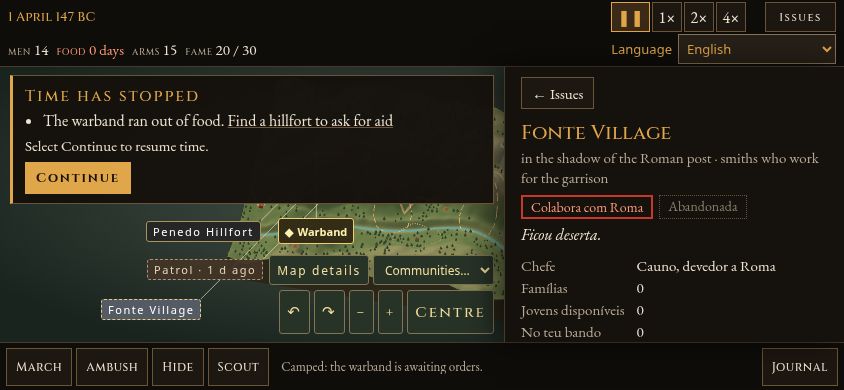 1 April 147 BC
❚❚ 1× 2× 4× Issues
MEN 14 FOOD 0 days ARMS 15 FAME 20 / 30
Language English
Time has stopped
• The warband ran out of food. Find a hillfort to ask for aid
Select Continue to resume time.
Continue
Penedo Hillfort
◆ Warband
Patrol · 1 d ago
Map details
Communities...
Fonte Village
↶ ↷ − + Centre
← Issues
Fonte Village
in the shadow of the Roman post · smiths who work
for the garrison
Colabora com Roma
Abandonada
Ficou deserta.
Chefe Cauno, devedor a Roma
Famílias 0
Jovens disponíveis 0
No teu bando 0
March Ambush Hide Scout
Camped: the warband is awaiting orders.
Journal